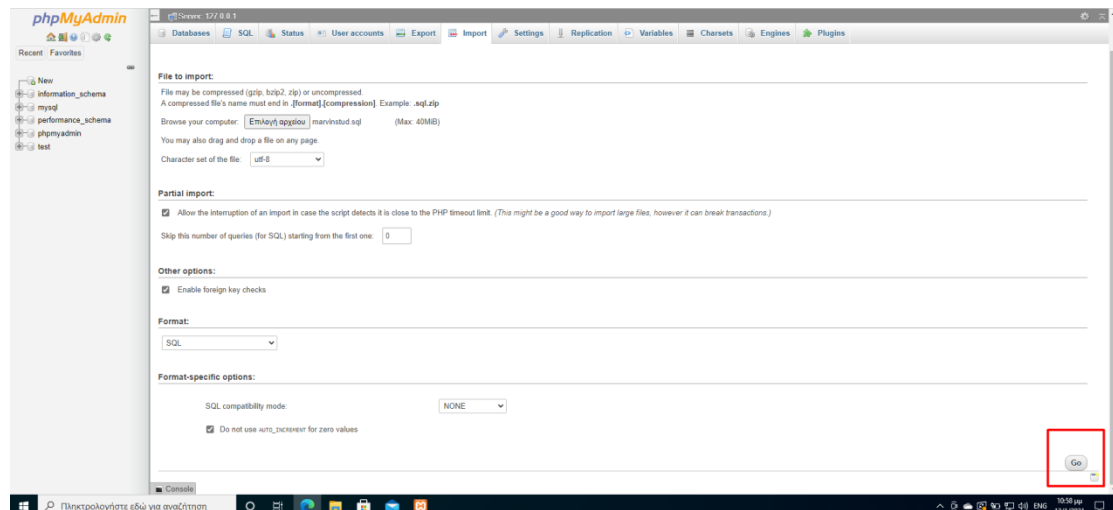 phpMyAdmin
Server: 127.0.0.1
Databases SQL Status User accounts Export Import Settings Replication Variables Charsets Engines Plugins
Recent Favorites
New
information_schema
mysql
performance_schema
phpmyadmin
test
File to import:
File may be compressed (gzip, bzip2, zip) or uncompressed.
A compressed file's name must end in .[format].[compression]. Example: .sql.zip
Browse your computer: Επιλογή αρχείου marvinstud.sql (Max: 40MiB)
You may also drag and drop a file on any page.
Character set of the file: utf-8
Partial import:
Allow the interruption of an import in case the script detects it is close to the PHP timeout limit. (This might be a good way to import large files, however it can break transactions.)
Skip this number of queries (for SQL) starting from the first one: 0
Other options:
Enable foreign key checks
Format:
SQL
Format-specific options:
SQL compatibility mode: NONE
Do not use AUTO_INCREMENT for zero values
Go
Console
Πληκτρολογήστε εδώ για αναζήτηση
ENG 10:58 μμ